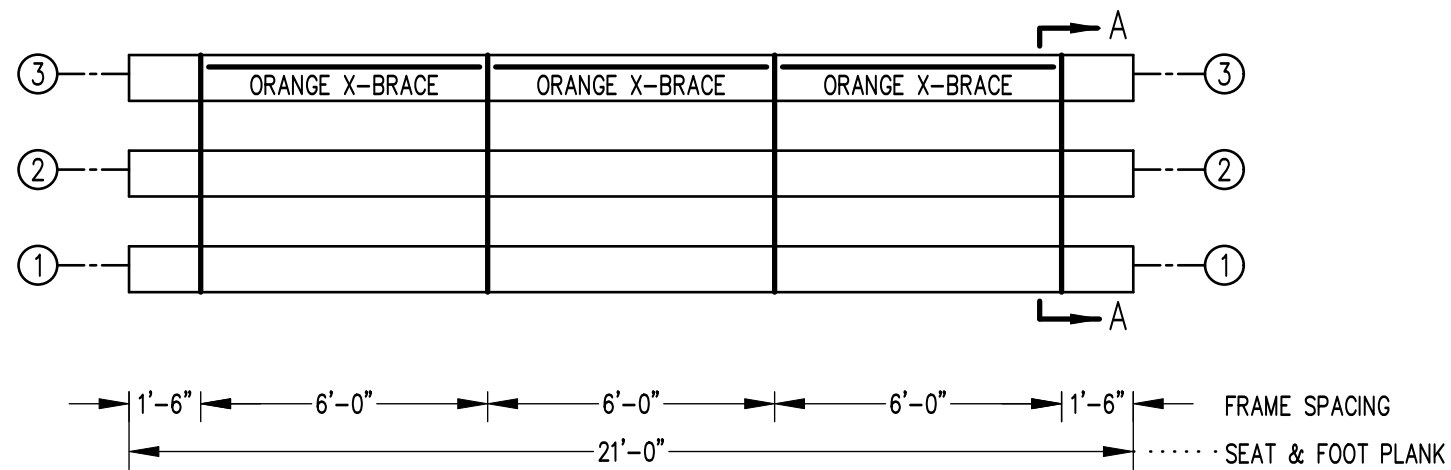 A
3 ORANGE X-BRACE ORANGE X-BRACE ORANGE X-BRACE 3
2 2
1 1
A
1'-6" 6'-0" 6'-0" 6'-0" 1'-6" FRAME SPACING
21'-0" ...... SEAT & FOOT PLANK